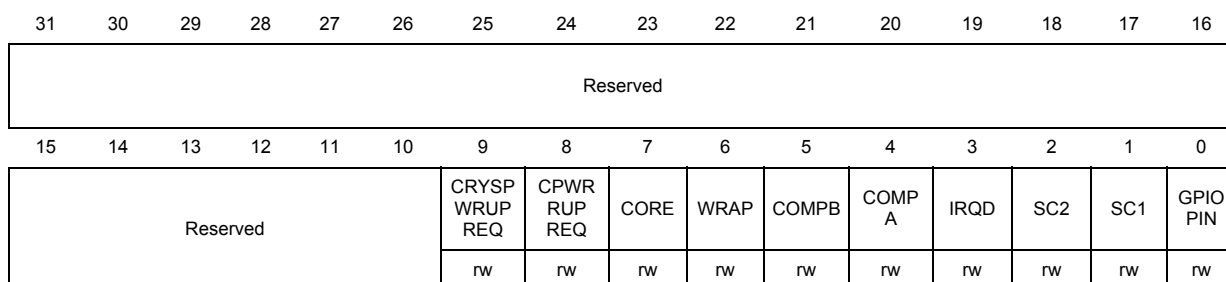 31 30 29 28 27 26 25 24 23 22 21 20 19 18 17 16
Reserved
15 14 13 12 11 10 9 8 7 6 5 4 3 2 1 0
Reserved
CRYSP
WRUP
REQ
CPWR
RUP
REQ
CORE
WRAP
COMPB
COMP
A
IRQD
SC2
SC1
GPIO
PIN
rw rw rw rw rw rw rw rw rw rw